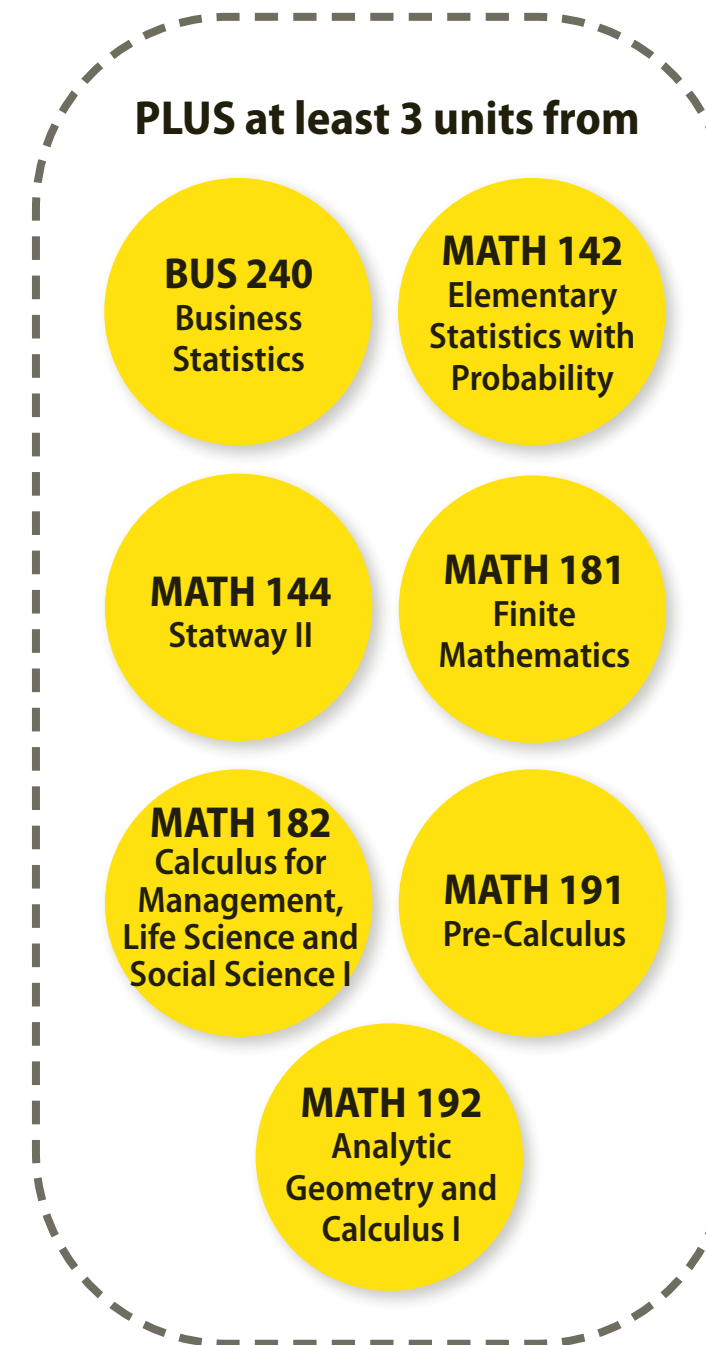 PLUS at least 3 units from
BUS 240
Business
Statistics
MATH 142
Elementary
Statistics with
Probability
MATH 144
Statway II
MATH 181
Finite
Mathematics
MATH 182
Calculus for
Management,
Life Science and
Social Science I
MATH 191
Pre-Calculus
MATH 192
Analytic
Geometry and
Calculus I